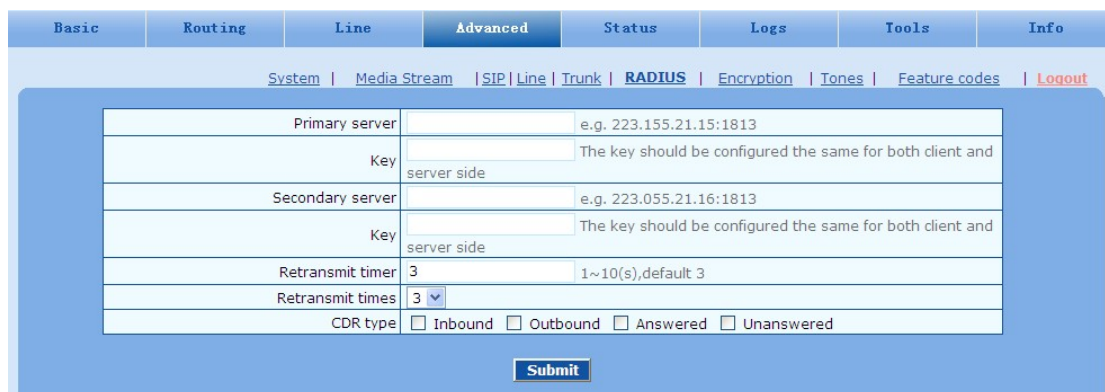 Basic Routing Line Advanced Status Logs Tools Info
System | Media Stream | SIP | Line | Trunk | RADIUS | Encryption | Tones | Feature codes | Logout
Primary server e.g. 223.155.21.15:1813
Key The key should be configured the same for both client and
server side
Secondary server e.g. 223.055.21.16:1813
Key The key should be configured the same for both client and
server side
Retransmit timer 3 1~10(s),default 3
Retransmit times 3
CDR type Inbound Outbound Answered Unanswered
Submit